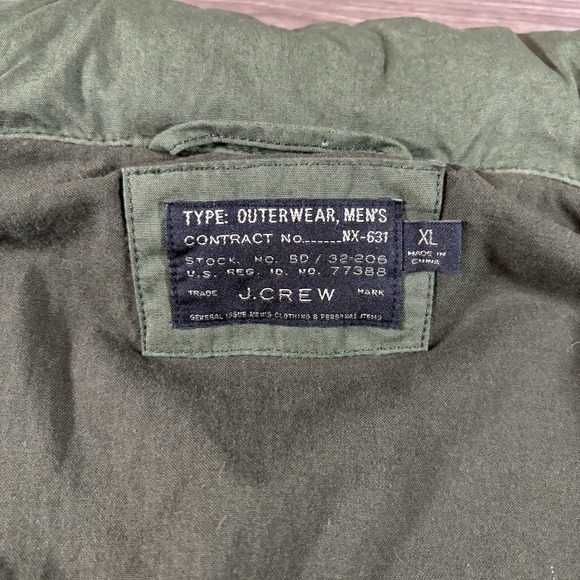 TYPE: OUTERWEAR, MEN'S
CONTRACT NO.......NX-631
STOCK. NO. BD / 32-206
U.S. REG. ID. NO. 77388
TRADE J.CREW MARK
GENERAL ISSUE MEN'S CLOTHING & PERSONAL ITEMS
XL
MADE IN
CHINA